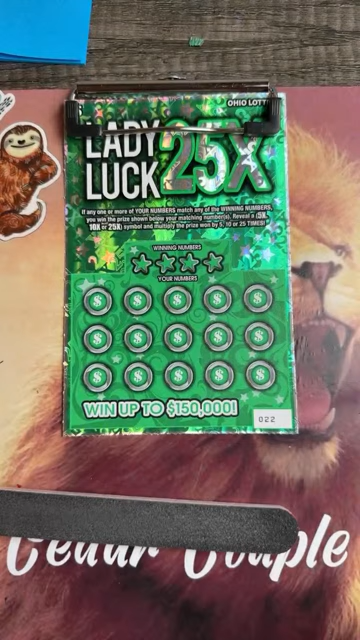 OHIO LOTT
LADY
LUCK
25X
If any one or more of YOUR NUMBERS match any of the WINNING NUMBERS,
you win the prize shown below your matching number(s). Reveal a (5X,
10X or 25X) symbol and multiply the prize won by 5, 10 or 25 TIMES!
WINNING NUMBERS
YOUR NUMBERS
$ $ $ $ $
$ $ $ $ $
$ $ $ $ $
WIN UP TO $150,000!
022
Cedar Couple